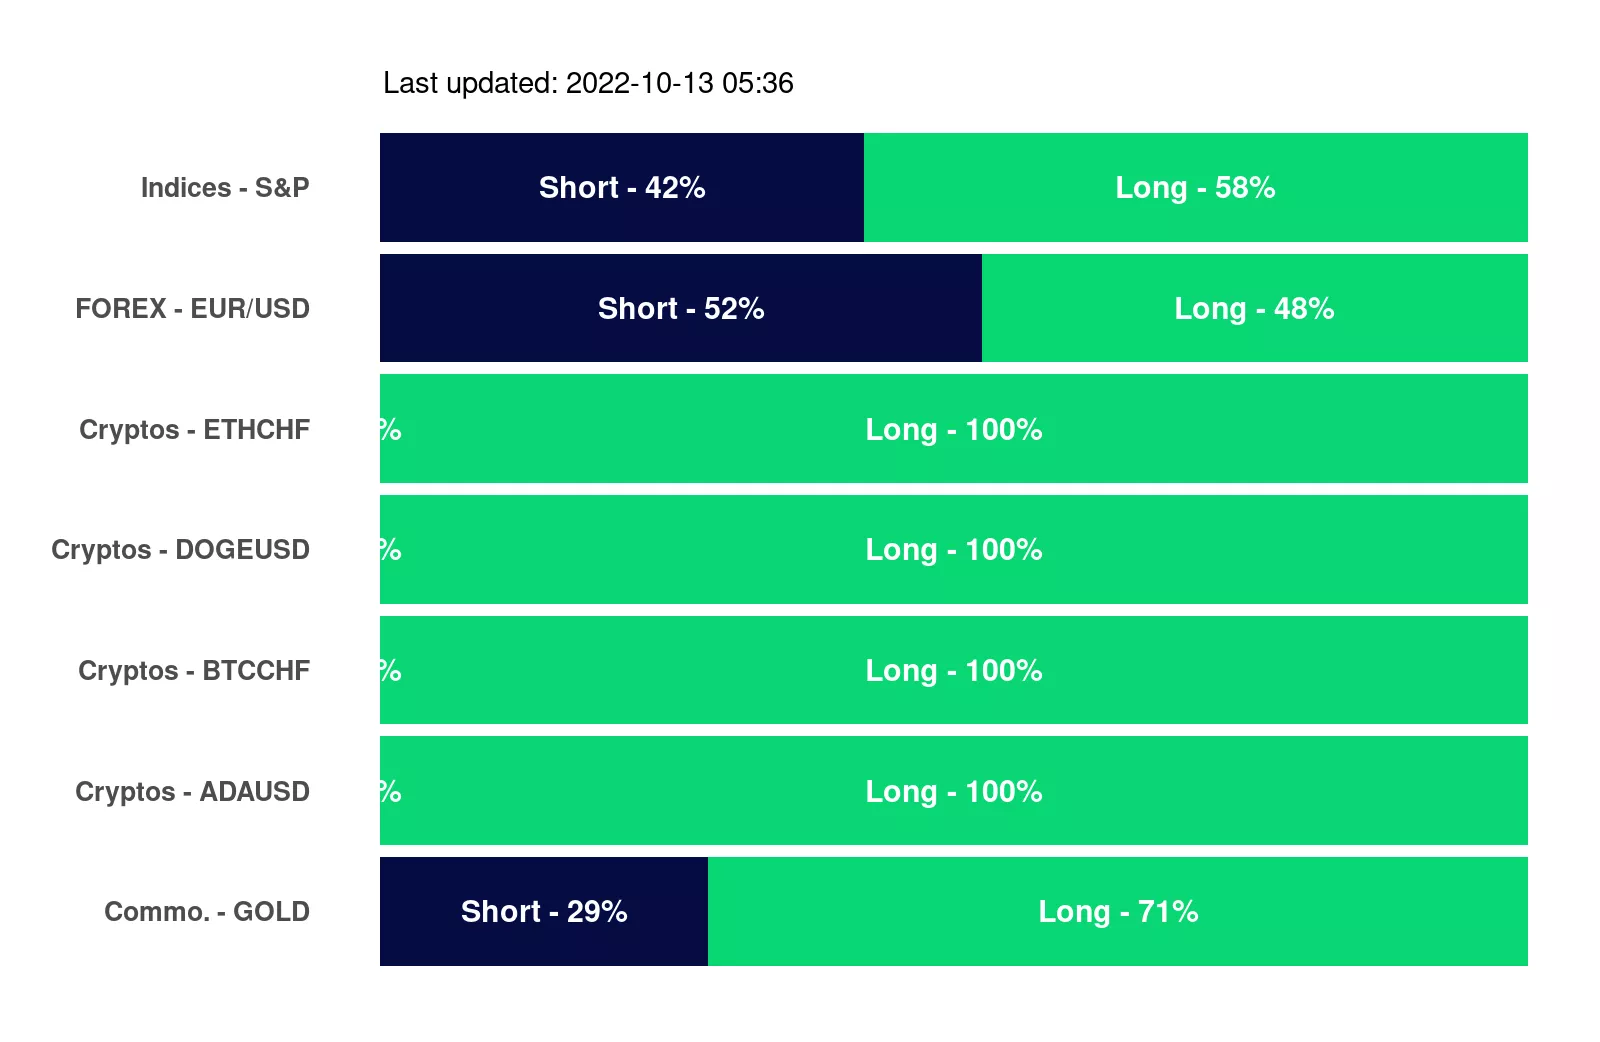 Last updated: 2022-10-13 05:36
Indices - S&P Short - 42% Long - 58%
FOREX - EUR/USD Short - 52% Long - 48%
Cryptos - ETHCHF % Long - 100%
Cryptos - DOGEUSD % Long - 100%
Cryptos - BTCCHF % Long - 100%
Cryptos - ADAUSD % Long - 100%
Commo. - GOLD Short - 29% Long - 71%